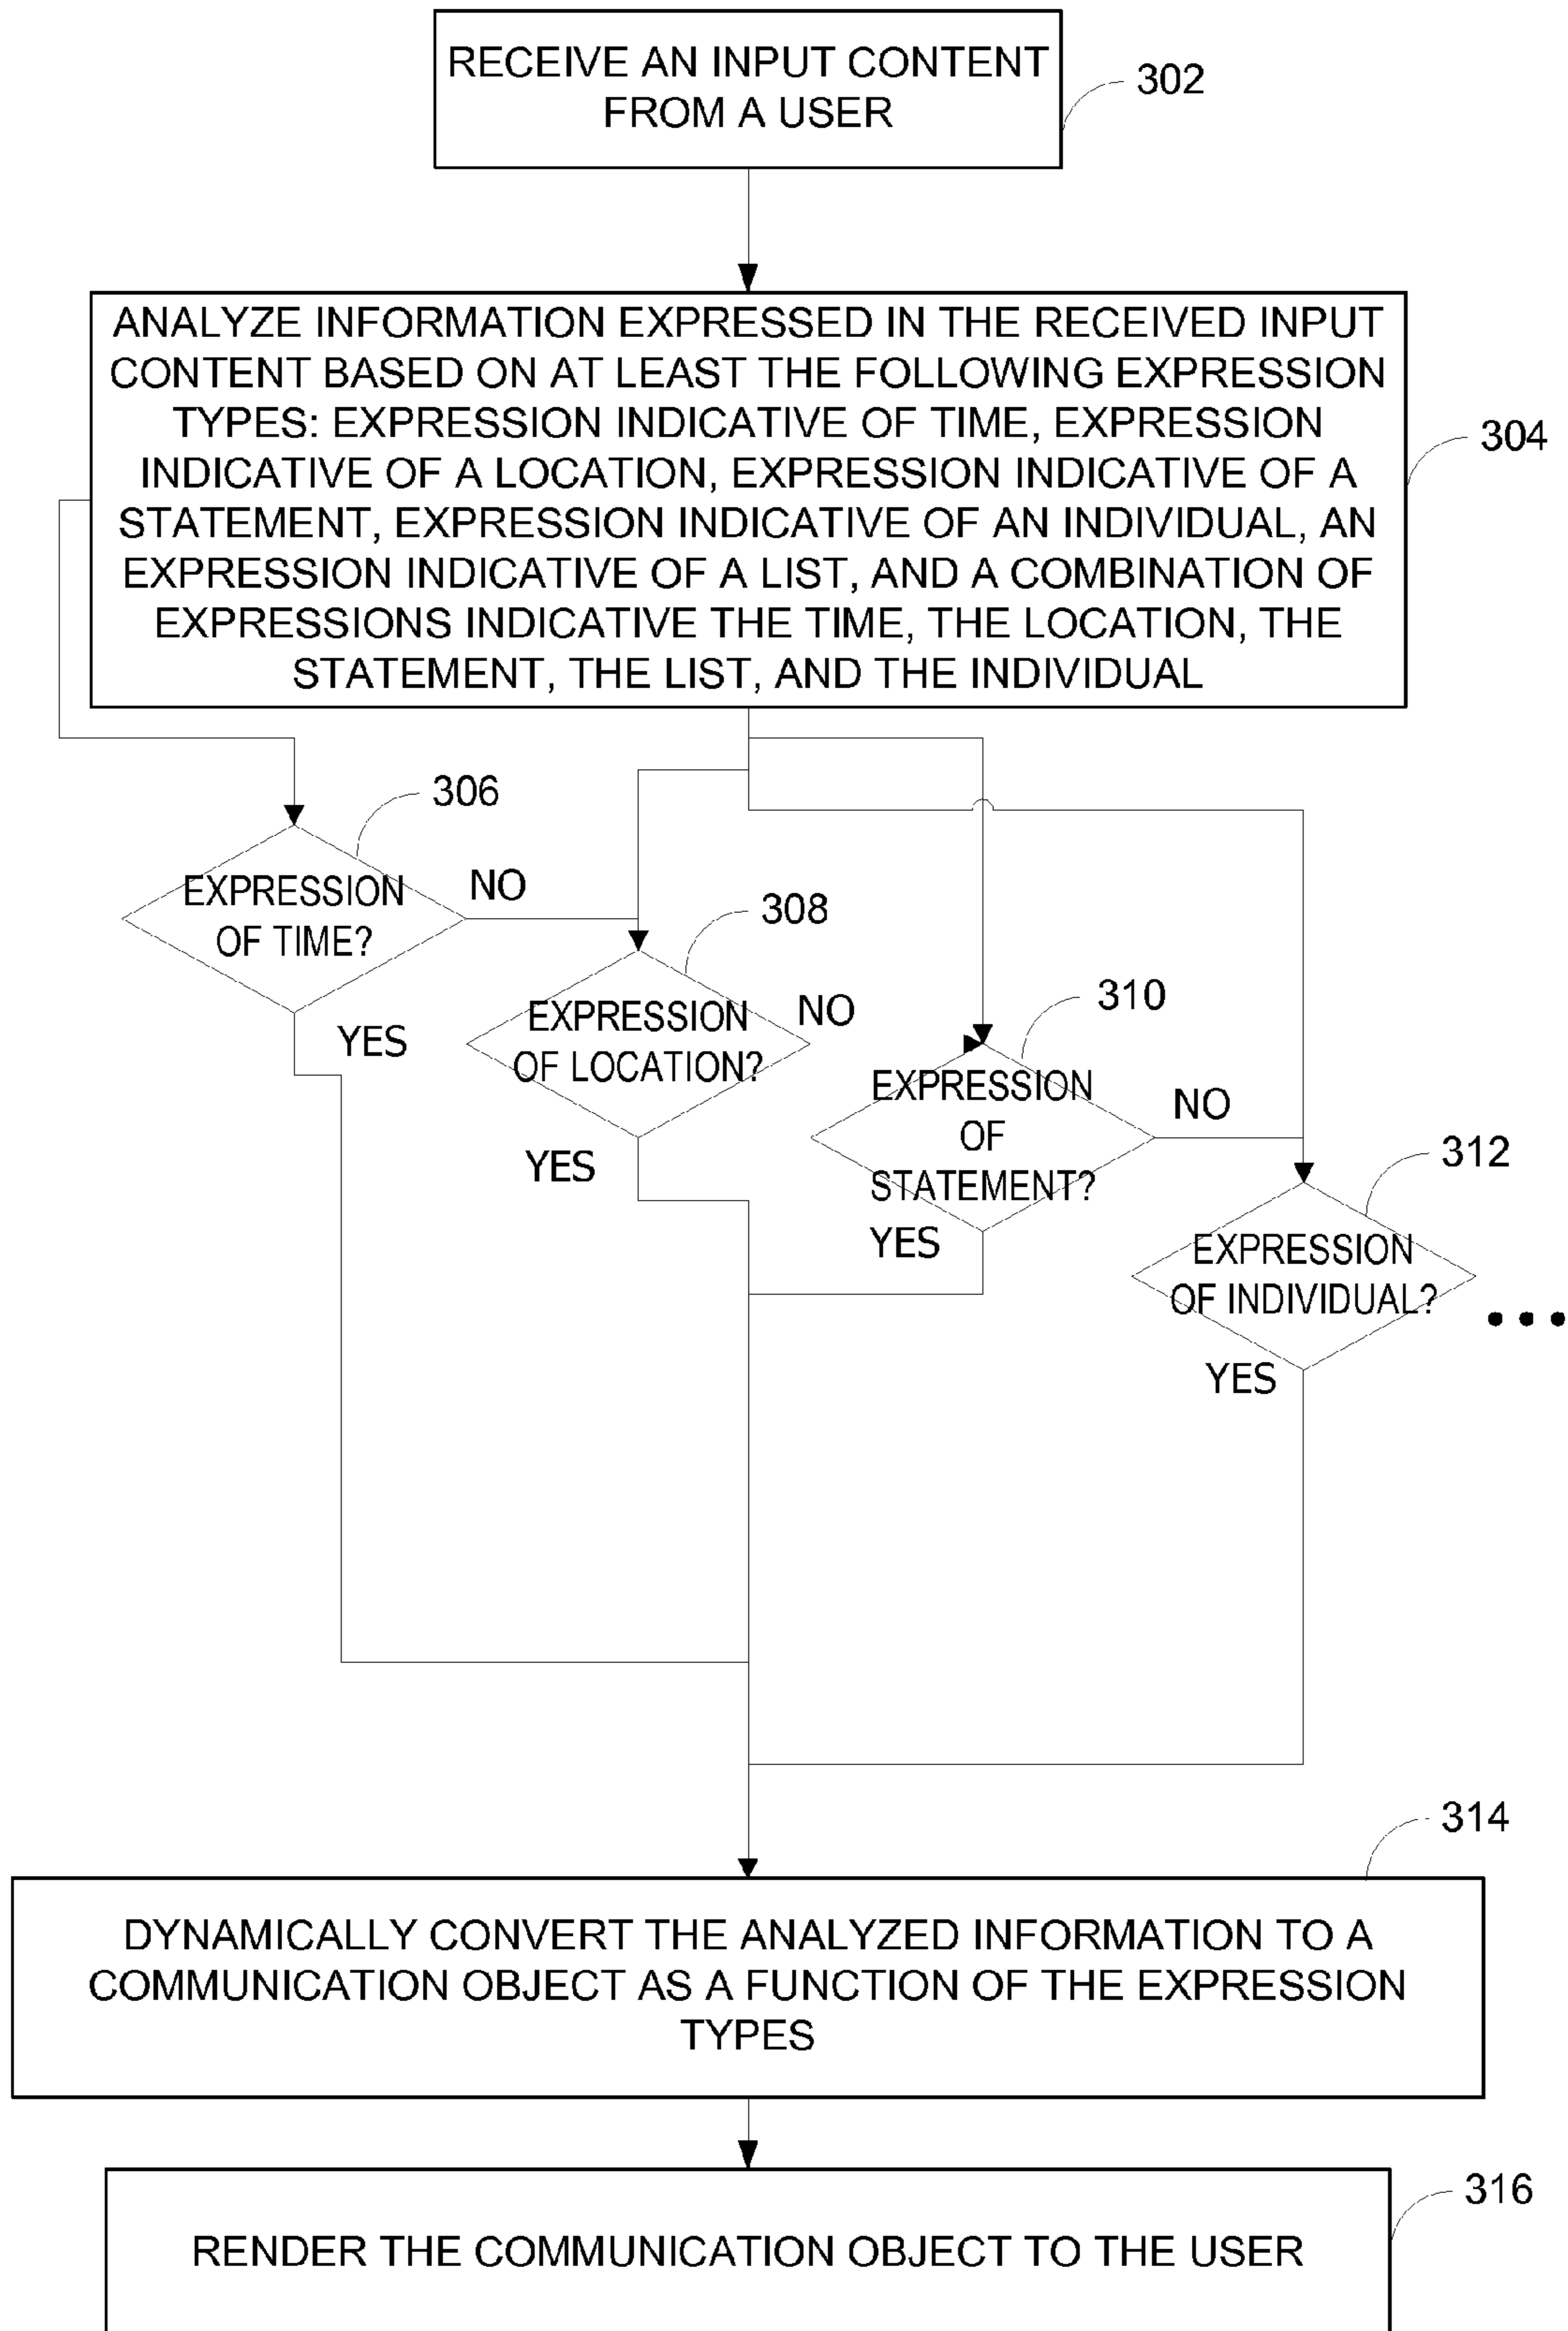 RECEIVE AN INPUT CONTENT
FROM A USER
302
ANALYZE INFORMATION EXPRESSED IN THE RECEIVED INPUT
CONTENT BASED ON AT LEAST THE FOLLOWING EXPRESSION
TYPES: EXPRESSION INDICATIVE OF TIME, EXPRESSION
INDICATIVE OF A LOCATION, EXPRESSION INDICATIVE OF A
STATEMENT, EXPRESSION INDICATIVE OF AN INDIVIDUAL, AN
EXPRESSION INDICATIVE OF A LIST, AND A COMBINATION OF
EXPRESSIONS INDICATIVE THE TIME, THE LOCATION, THE
STATEMENT, THE LIST, AND THE INDIVIDUAL
304
306
EXPRESSION
OF TIME?
NO
YES
308
EXPRESSION
OF LOCATION?
NO
YES
310
EXPRESSION
OF
STATEMENT?
NO
YES
312
EXPRESSION
OF INDIVIDUAL?
...
YES
314
DYNAMICALLY CONVERT THE ANALYZED INFORMATION TO A
COMMUNICATION OBJECT AS A FUNCTION OF THE EXPRESSION
TYPES
316
RENDER THE COMMUNICATION OBJECT TO THE USER